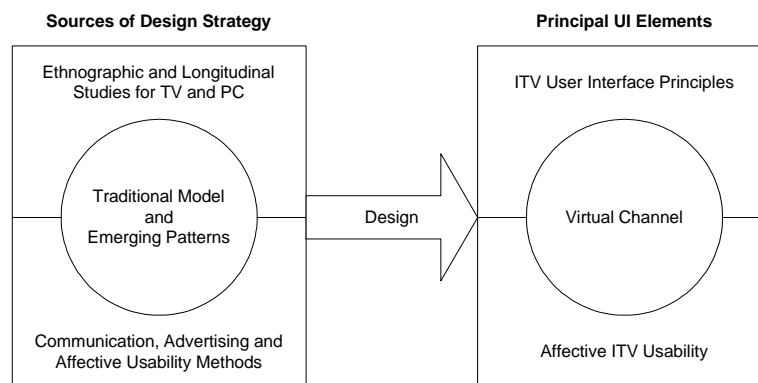 Sources of Design Strategy
Ethnographic and Longitudinal
Studies for TV and PC
Traditional Model
and
Emerging Patterns
Communication, Advertising and
Affective Usability Methods
Design
Principal UI Elements
ITV User Interface Principles
Virtual Channel
Affective ITV Usability